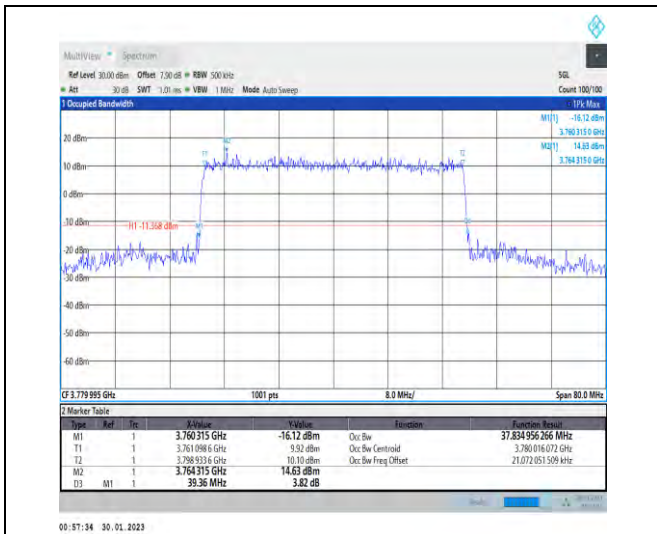 MultiView Spectrum
Ref Level 30.00 dBm Offset 7.90 dB RBW 500 kHz SGL
Att 30 dB SWT 1.01 ms VBW 1 MHz Mode Auto Sweep Count 100/100
1 Occupied Bandwidth 1Pk Max
M1[1] -16.12 dBm
3.760 315 0 GHz
M2[1] 14.63 dBm
3.764 315 0 GHz
20 dBm
M2
T1
T2
10 dBm
0 dBm
-10 dBm
H1 -11.368 dBm
M1
-20 dBm
-30 dBm
-40 dBm
-50 dBm
-60 dBm
CF 3.779 995 GHz 1001 pts 8.0 MHz/ Span 80.0 MHz
2 Marker Table
Type Ref Trc X-Value Y-Value Function Function Result
M1 1 3.760 315 GHz -16.12 dBm Occ Bw 37.834 956 266 MHz
T1 1 3.761 098 6 GHz 9.92 dBm Occ Bw Centroid 3.780 016 072 GHz
T2 1 3.798 933 6 GHz 10.10 dBm Occ Bw Freq Offset 21.072 051 509 kHz
M2 1 3.764 315 GHz 14.63 dBm
D3 M1 1 39.36 MHz 3.82 dB
00:57:34 30.01.2023